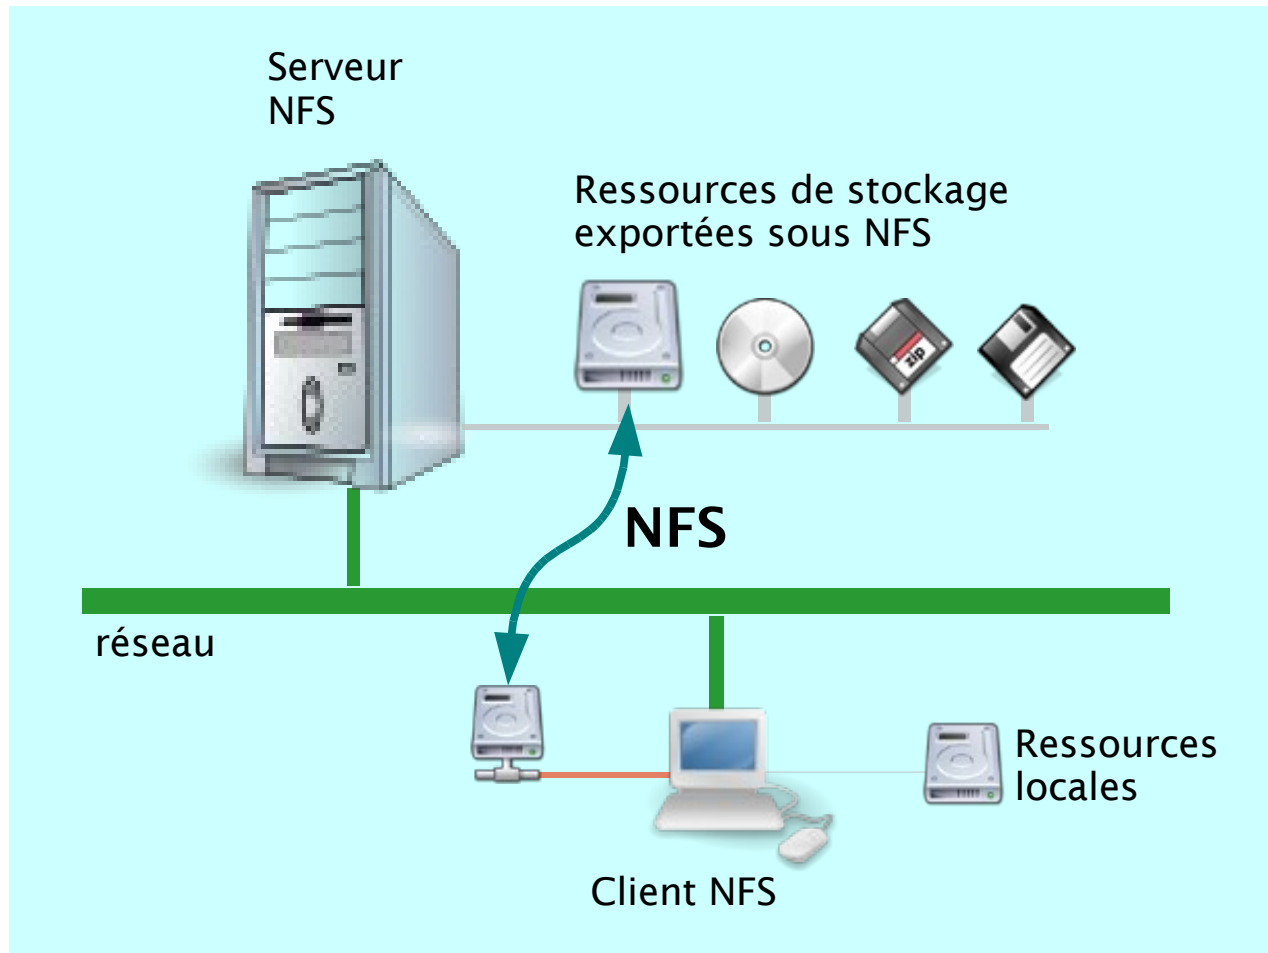 Serveur
NFS
Ressources de stockage
exportées sous NFS
zip
NFS
réseau
Ressources
locales
Client NFS